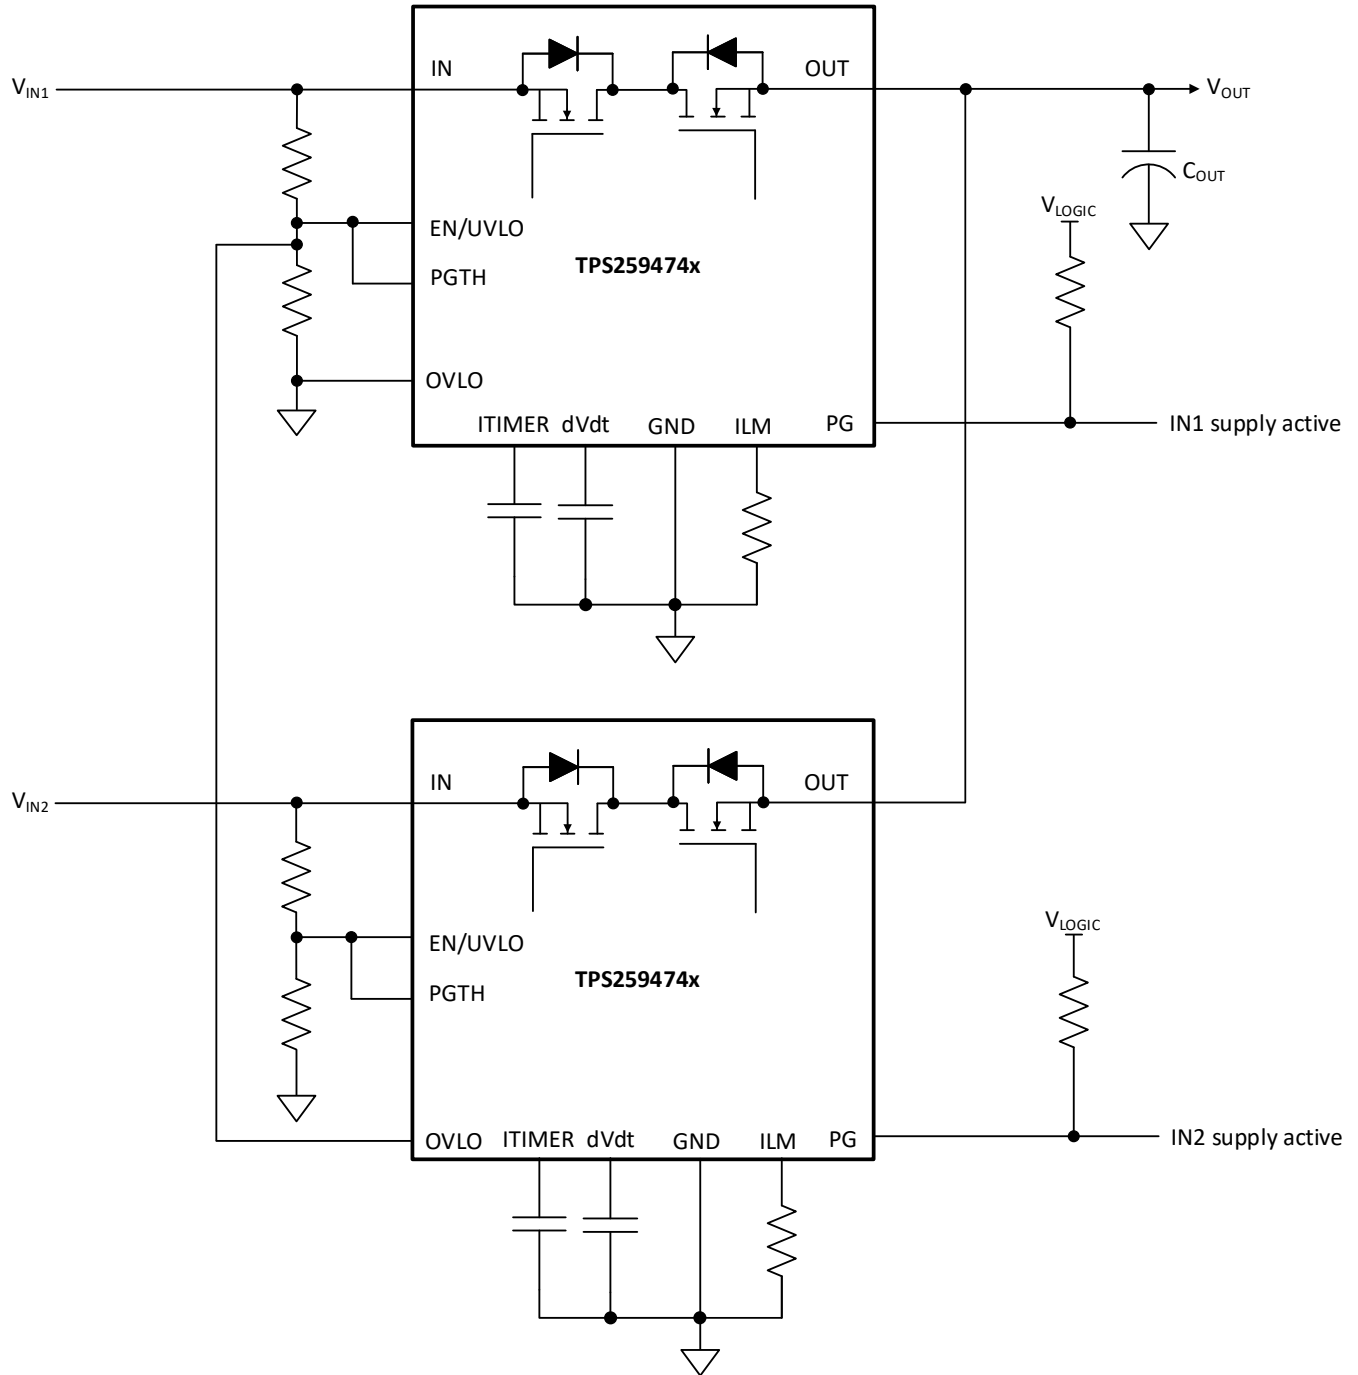 IN
OUT
VIN1
VOUT
COUT
VLOGIC
EN/UVLO
TPS259474x
PGTH
OVLO
ITIMER dVdt GND ILM PG
IN1 supply active
IN
OUT
VIN2
VLOGIC
EN/UVLO
TPS259474x
PGTH
OVLO ITIMER dVdt GND ILM PG
IN2 supply active